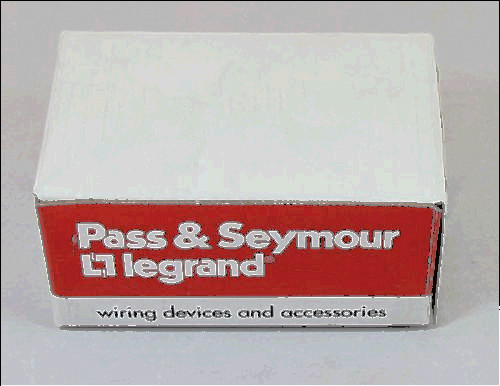 Pass & Seymour
legrand
wiring devices and accessories